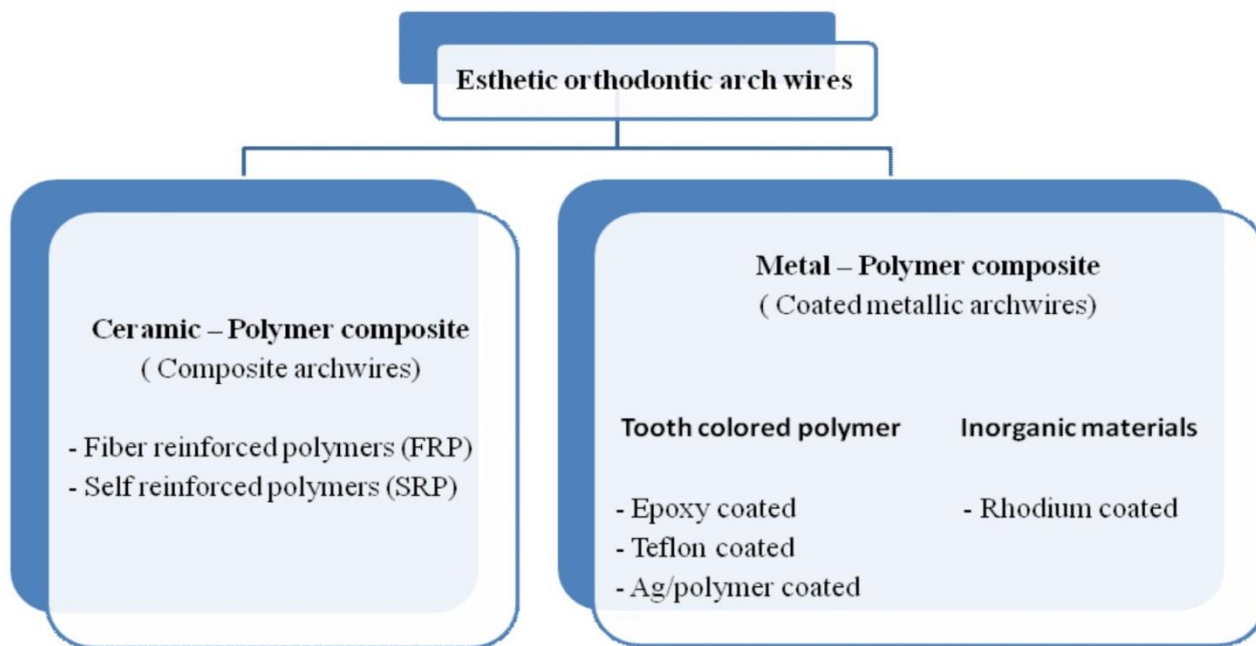 Esthetic orthodontic arch wires
Ceramic – Polymer composite
( Composite archwires)
- Fiber reinforced polymers (FRP)
- Self reinforced polymers (SRP)
Metal – Polymer composite
( Coated metallic archwires)
Tooth colored polymer
- Epoxy coated
- Teflon coated
- Ag/polymer coated
Inorganic materials
- Rhodium coated